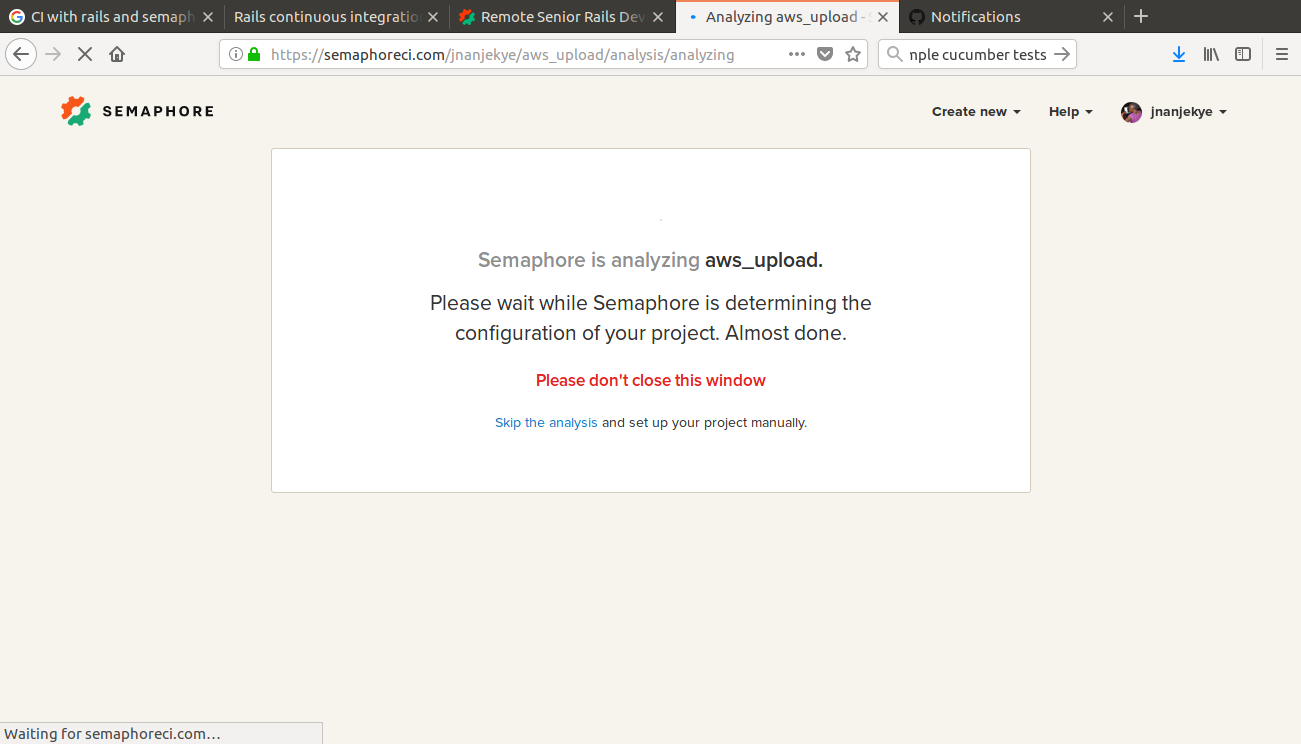 CI with rails and semaph
Rails continuous integratio
Remote Senior Rails Dev
Analyzing aws_upload -
Notifications
https://semaphoreci.com/jnanjekye/aws_upload/analysis/analyzing
nple cucumber tests
SEMAPHORE
Create new
Help
jnanjekye
Semaphore is analyzing aws_upload.
Please wait while Semaphore is determining the
configuration of your project. Almost done.
Please don't close this window
Skip the analysis and set up your project manually.
Waiting for semaphoreci.com…